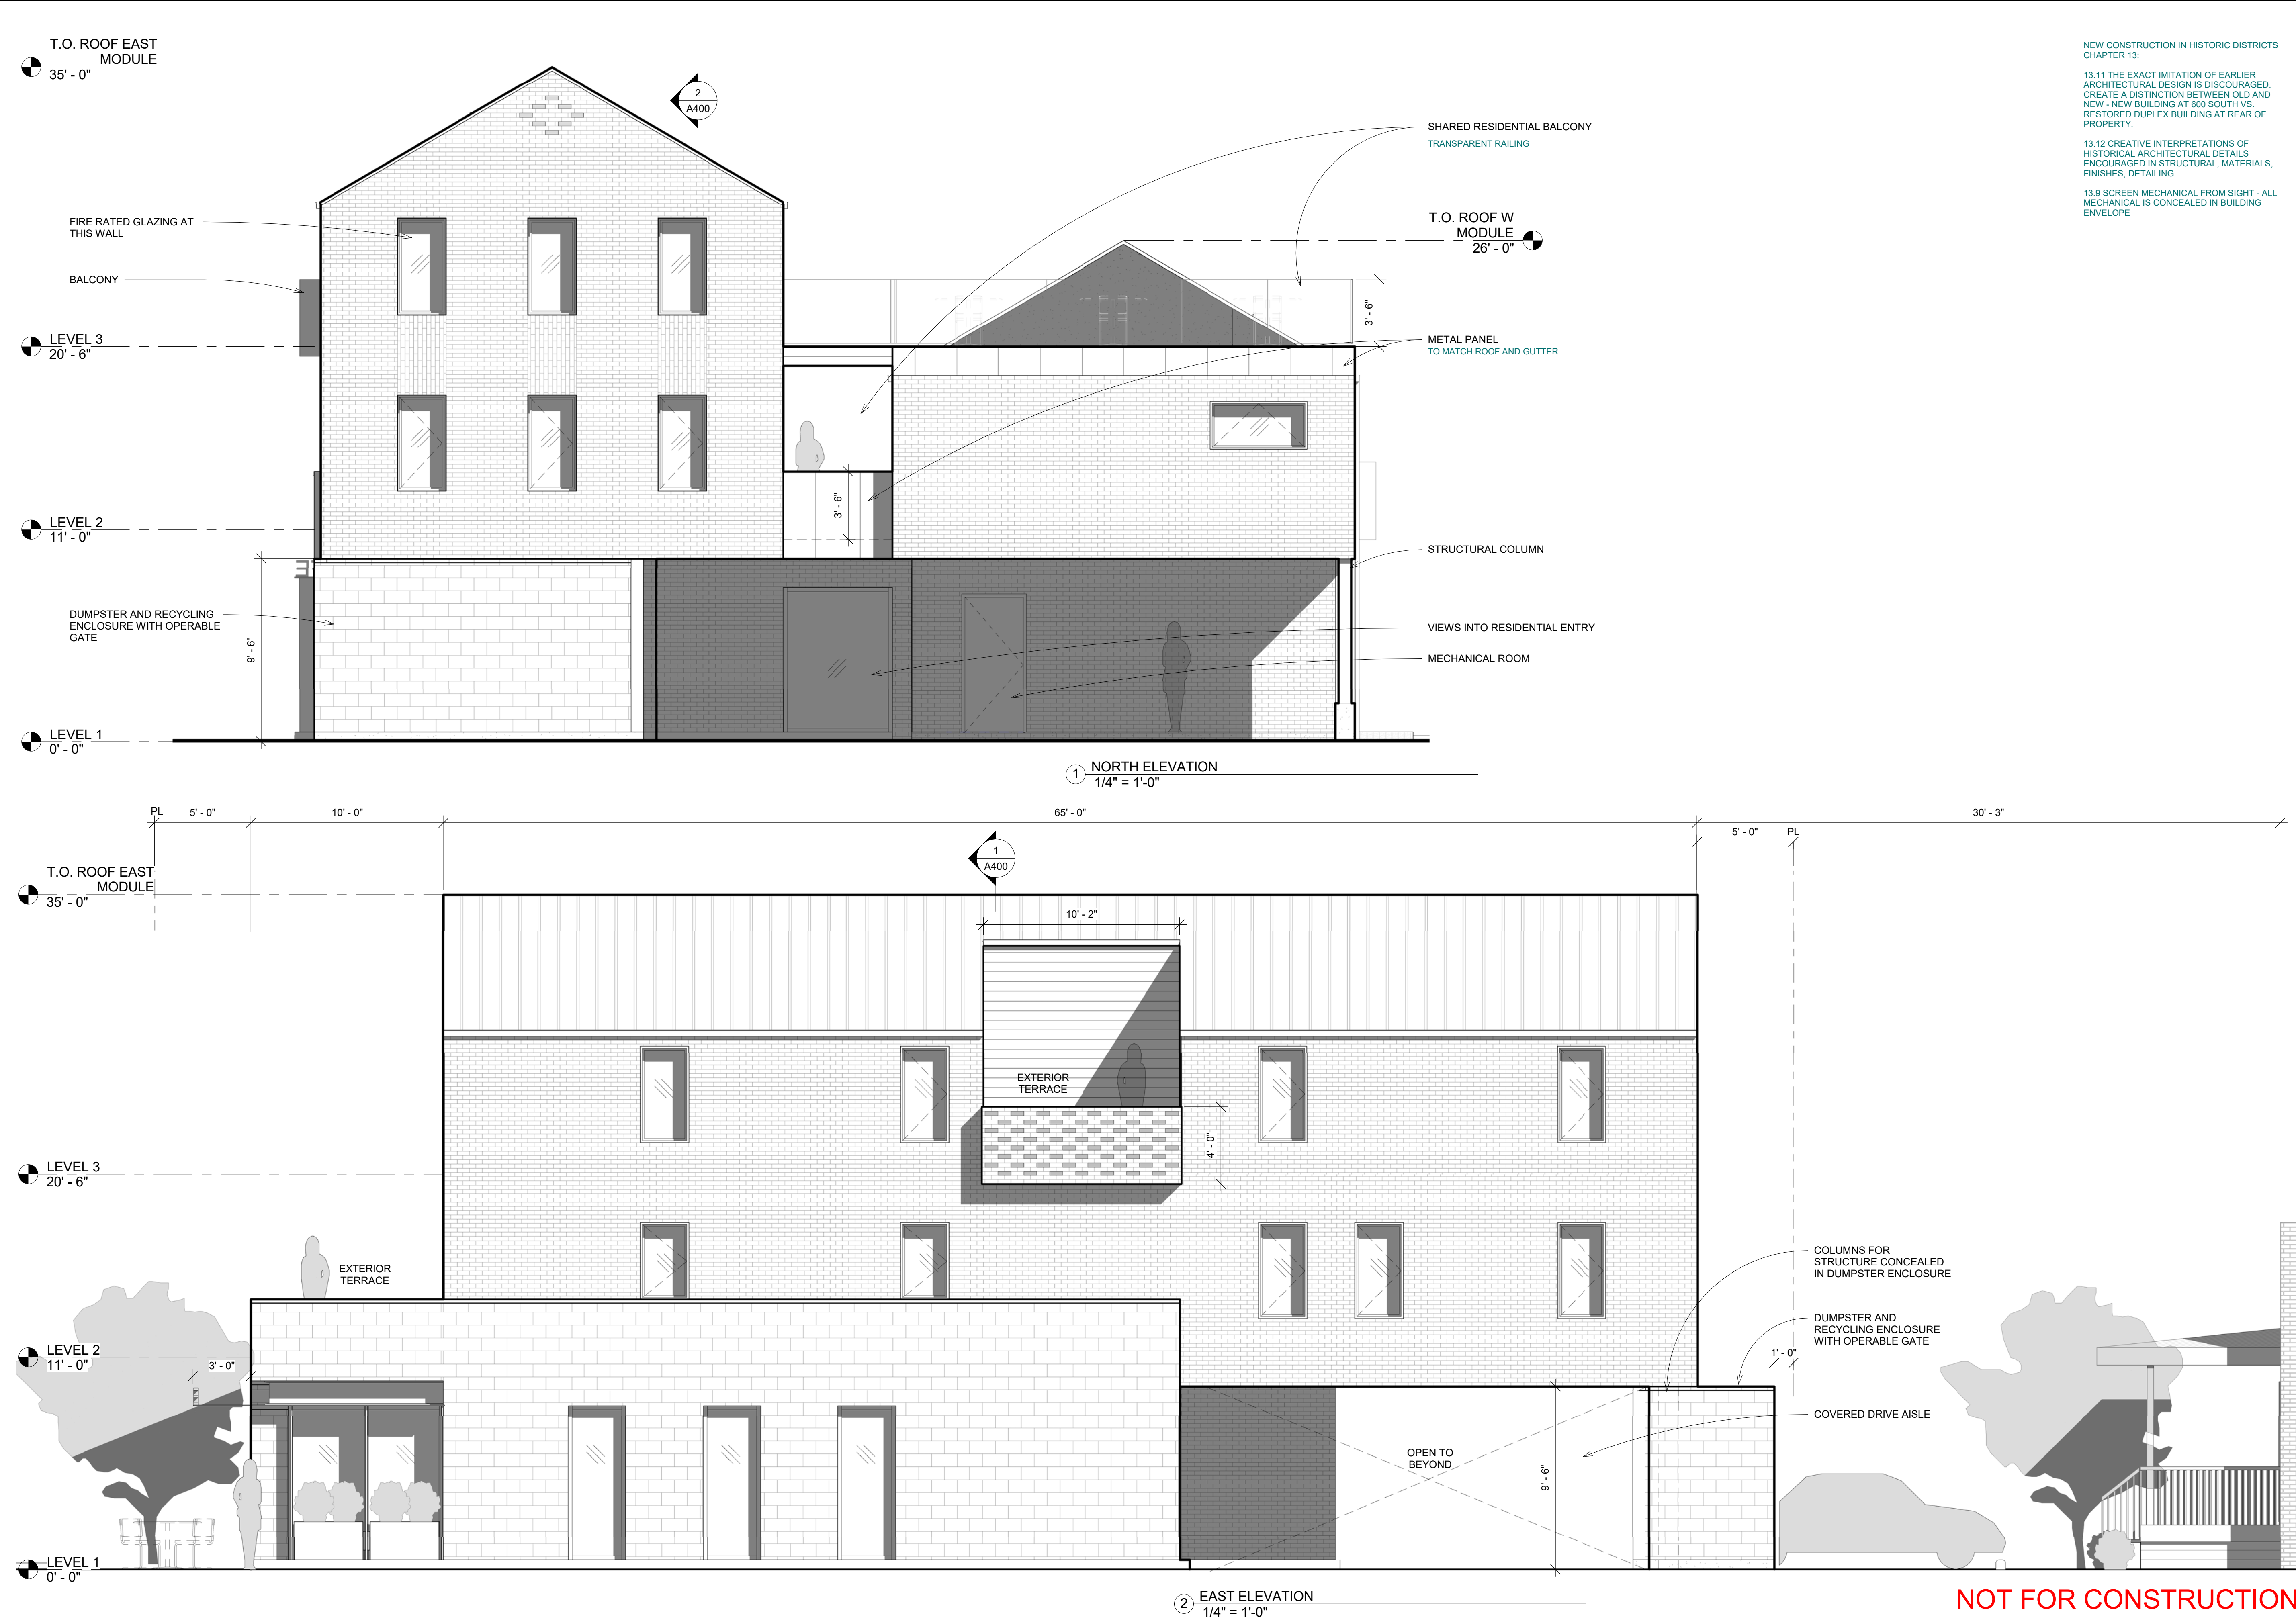 T.O. ROOF EAST
MODULE
35' - 0"
2
A400
FIRE RATED GLAZING AT
THIS WALL
BALCONY
LEVEL 3
20' - 6"
LEVEL 2
11' - 0"
DUMPSTER AND RECYCLING
ENCLOSURE WITH OPERABLE
GATE
9' - 6"
LEVEL 1
0' - 0"
3' - 6"
SHARED RESIDENTIAL BALCONY
TRANSPARENT RAILING
T.O. ROOF W
MODULE
26' - 0"
3' - 6"
METAL PANEL
TO MATCH ROOF AND GUTTER
STRUCTURAL COLUMN
VIEWS INTO RESIDENTIAL ENTRY
MECHANICAL ROOM
1
NORTH ELEVATION
1/4" = 1'-0"
NEW CONSTRUCTION IN HISTORIC DISTRICTS
CHAPTER 13:
13.11 THE EXACT IMITATION OF EARLIER
ARCHITECTURAL DESIGN IS DISCOURAGED.
CREATE A DISTINCTION BETWEEN OLD AND
NEW - NEW BUILDING AT 600 SOUTH VS.
RESTORED DUPLEX BUILDING AT REAR OF
PROPERTY.
13.12 CREATIVE INTERPRETATIONS OF
HISTORICAL ARCHITECTURAL DETAILS
ENCOURAGED IN STRUCTURAL, MATERIALS,
FINISHES, DETAILING.
13.9 SCREEN MECHANICAL FROM SIGHT - ALL
MECHANICAL IS CONCEALED IN BUILDING
ENVELOPE
PL
5' - 0"
10' - 0"
65' - 0"
30' - 3"
5' - 0"
PL
T.O. ROOF EAST
MODULE
35' - 0"
1
A400
10' - 2"
EXTERIOR
TERRACE
4' - 0"
LEVEL 3
20' - 6"
EXTERIOR
TERRACE
LEVEL 2
11' - 0"
3' - 0"
COLUMNS FOR
STRUCTURE CONCEALED
IN DUMPSTER ENCLOSURE
DUMPSTER AND
RECYCLING ENCLOSURE
WITH OPERABLE GATE
1' - 0"
COVERED DRIVE AISLE
OPEN TO
BEYOND
9' - 6"
LEVEL 1
0' - 0"
2
EAST ELEVATION
1/4" = 1'-0"
NOT FOR CONSTRUCTION